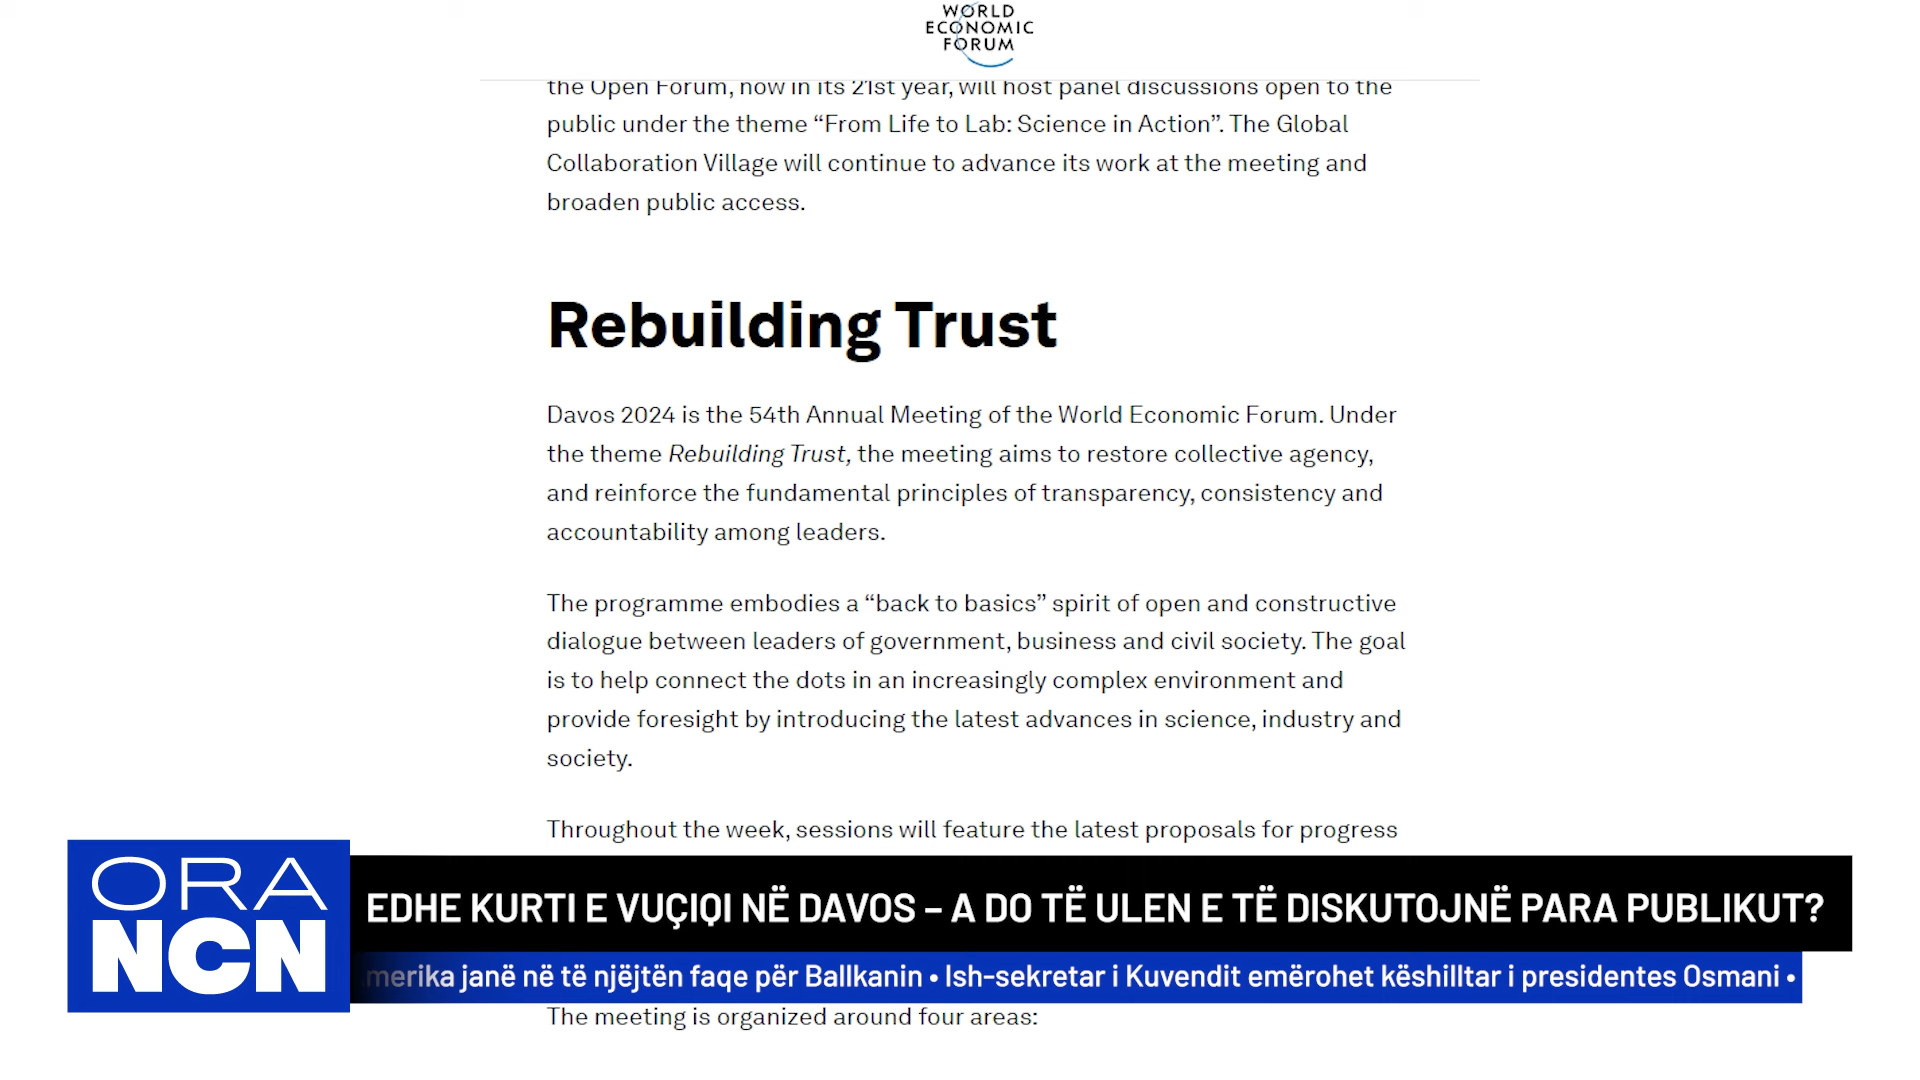 WORLD
ECONOMIC
FORUM
the Open Forum, now in its 21st year, will host panel discussions open to the
public under the theme “From Life to Lab: Science in Action”. The Global
Collaboration Village will continue to advance its work at the meeting and
broaden public access.
Rebuilding Trust
Davos 2024 is the 54th Annual Meeting of the World Economic Forum. Under
the theme Rebuilding Trust, the meeting aims to restore collective agency,
and reinforce the fundamental principles of transparency, consistency and
accountability among leaders.
The programme embodies a “back to basics” spirit of open and constructive
dialogue between leaders of government, business and civil society. The goal
is to help connect the dots in an increasingly complex environment and
provide foresight by introducing the latest advances in science, industry and
society.
Throughout the week, sessions will feature the latest proposals for progress
ORA
NCN
EDHE KURTI E VUÇIQI NË DAVOS – A DO TË ULEN E TË DISKUTOJNË PARA PUBLIKUT?
merika janë në të njëjtën faqe për Ballkanin • Ish-sekretar i Kuvendit emërohet këshilltar i presidentes Osmani •
The meeting is organized around four areas: